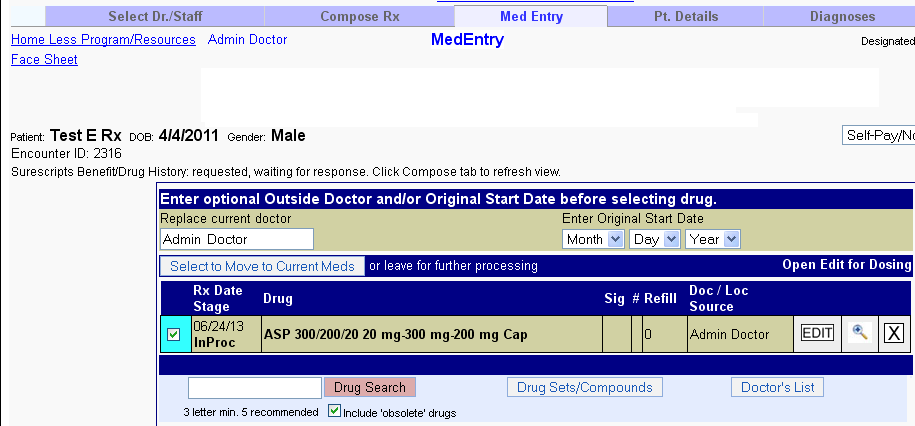 Select Dr./Staff Compose Rx Med Entry Pt. Details Diagnoses
Home Less Program/Resources Admin Doctor MedEntry Designated
Face Sheet
Patient: Test E Rx DOB: 4/4/2011 Gender: Male Self-Pay/No
Encounter ID: 2316
Surescripts Benefit/Drug History: requested, waiting for response. Click Compose tab to refresh view.
Enter optional Outside Doctor and/or Original Start Date before selecting drug.
Replace current doctor Enter Original Start Date
Admin Doctor Month Day Year
Select to Move to Current Meds or leave for further processing Open Edit for Dosing
Rx Date Stage Drug Sig # Refill Doc / Loc Source
06/24/13 InProc ASP 300/200/20 20 mg-300 mg-200 mg Cap 0 Admin Doctor EDIT X
Drug Search Drug Sets/Compounds Doctor's List
3 letter min. 5 recommended Include 'obsolete' drugs